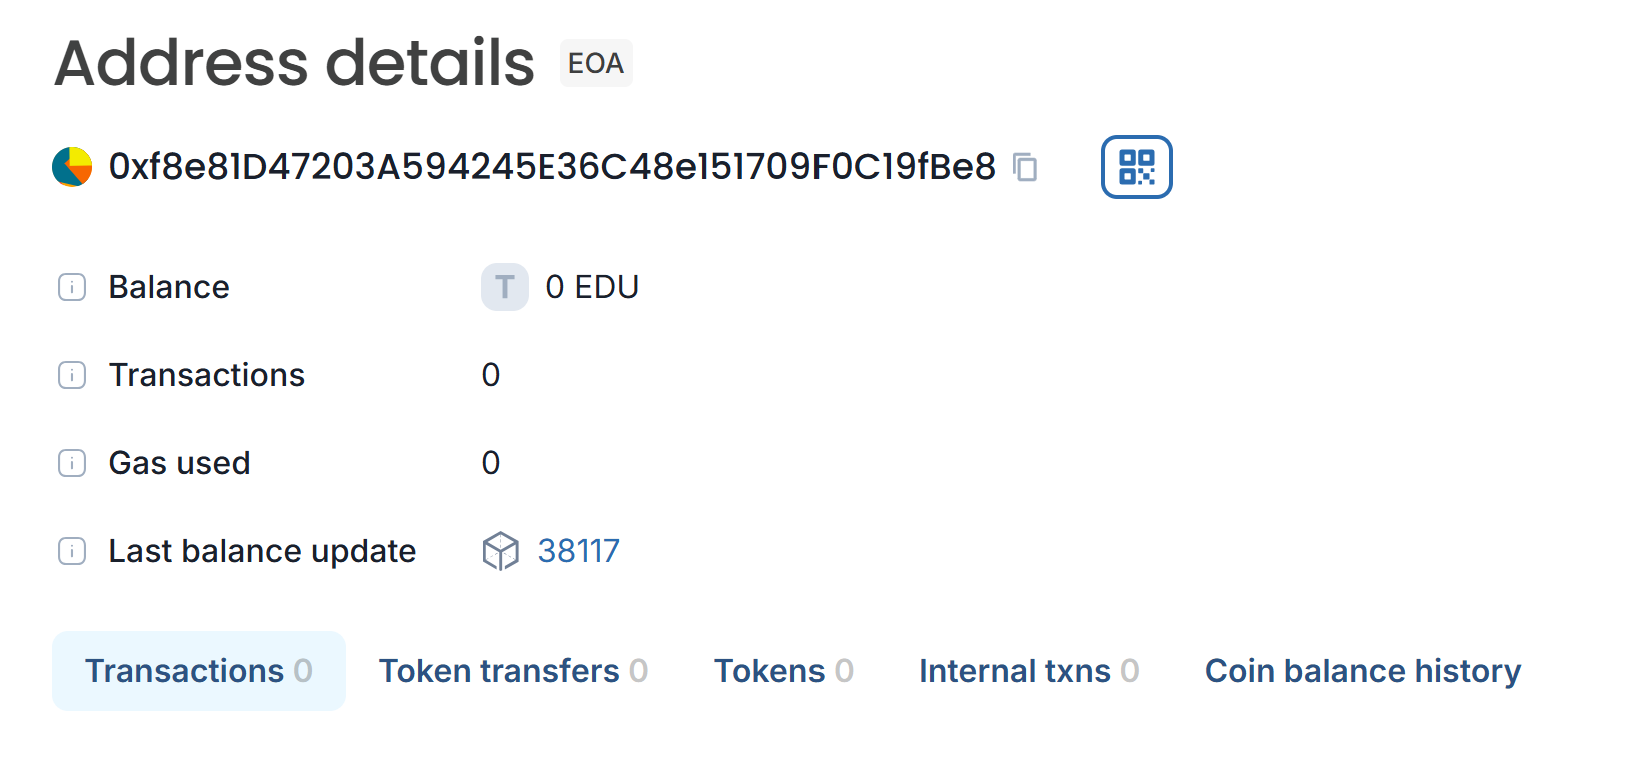 Address details EOA
0xf8e81D47203A594245E36C48e151709F0C19fBe8
Balance T 0 EDU
Transactions 0
Gas used 0
Last balance update 38117
Transactions 0 Token transfers 0 Tokens 0 Internal txns 0 Coin balance history